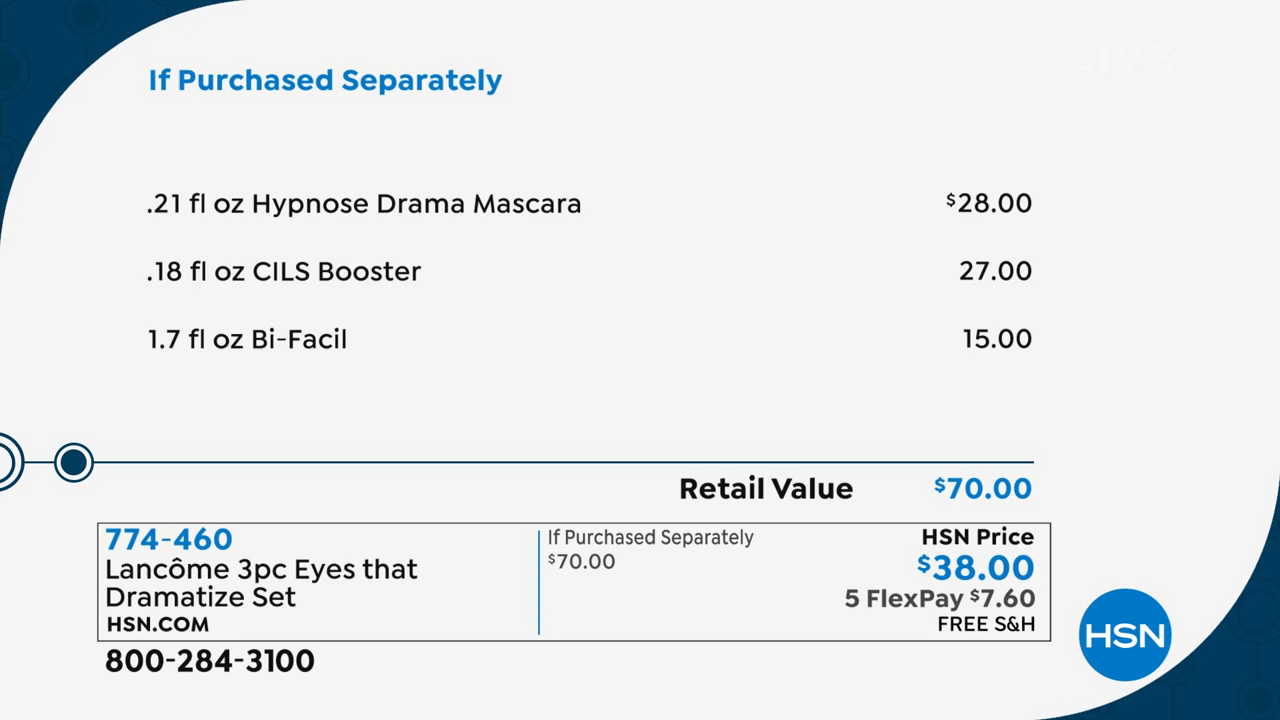 LIVE
If Purchased Separately
.21 fl oz Hypnose Drama Mascara $28.00
.18 fl oz CILS Booster 27.00
1.7 fl oz Bi-Facil 15.00
Retail Value $70.00
774-460
Lancôme 3pc Eyes that
Dramatize Set
HSN.COM
If Purchased Separately
$70.00
HSN Price
$38.00
5 FlexPay $7.60
FREE S&H
800-284-3100
HSN